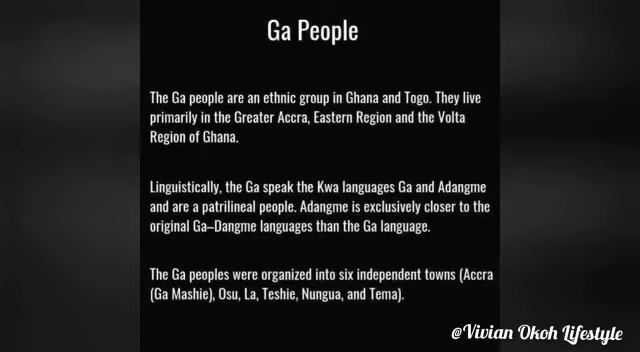 Ga People
The Ga people are an ethnic group in Ghana and Togo. They live
primarily in the Greater Accra, Eastern Region and the Volta
Region of Ghana.
Linguistically, the Ga speak the Kwa languages Ga and Adangme
and are a patrilineal people. Adangme is exclusively closer to the
original Ga–Dangme languages than the Ga language.
The Ga peoples were organized into six independent towns (Accra
(Ga Mashie), Osu, La, Teshie, Nungua, and Tema).
@Vivian Okoh Lifestyle